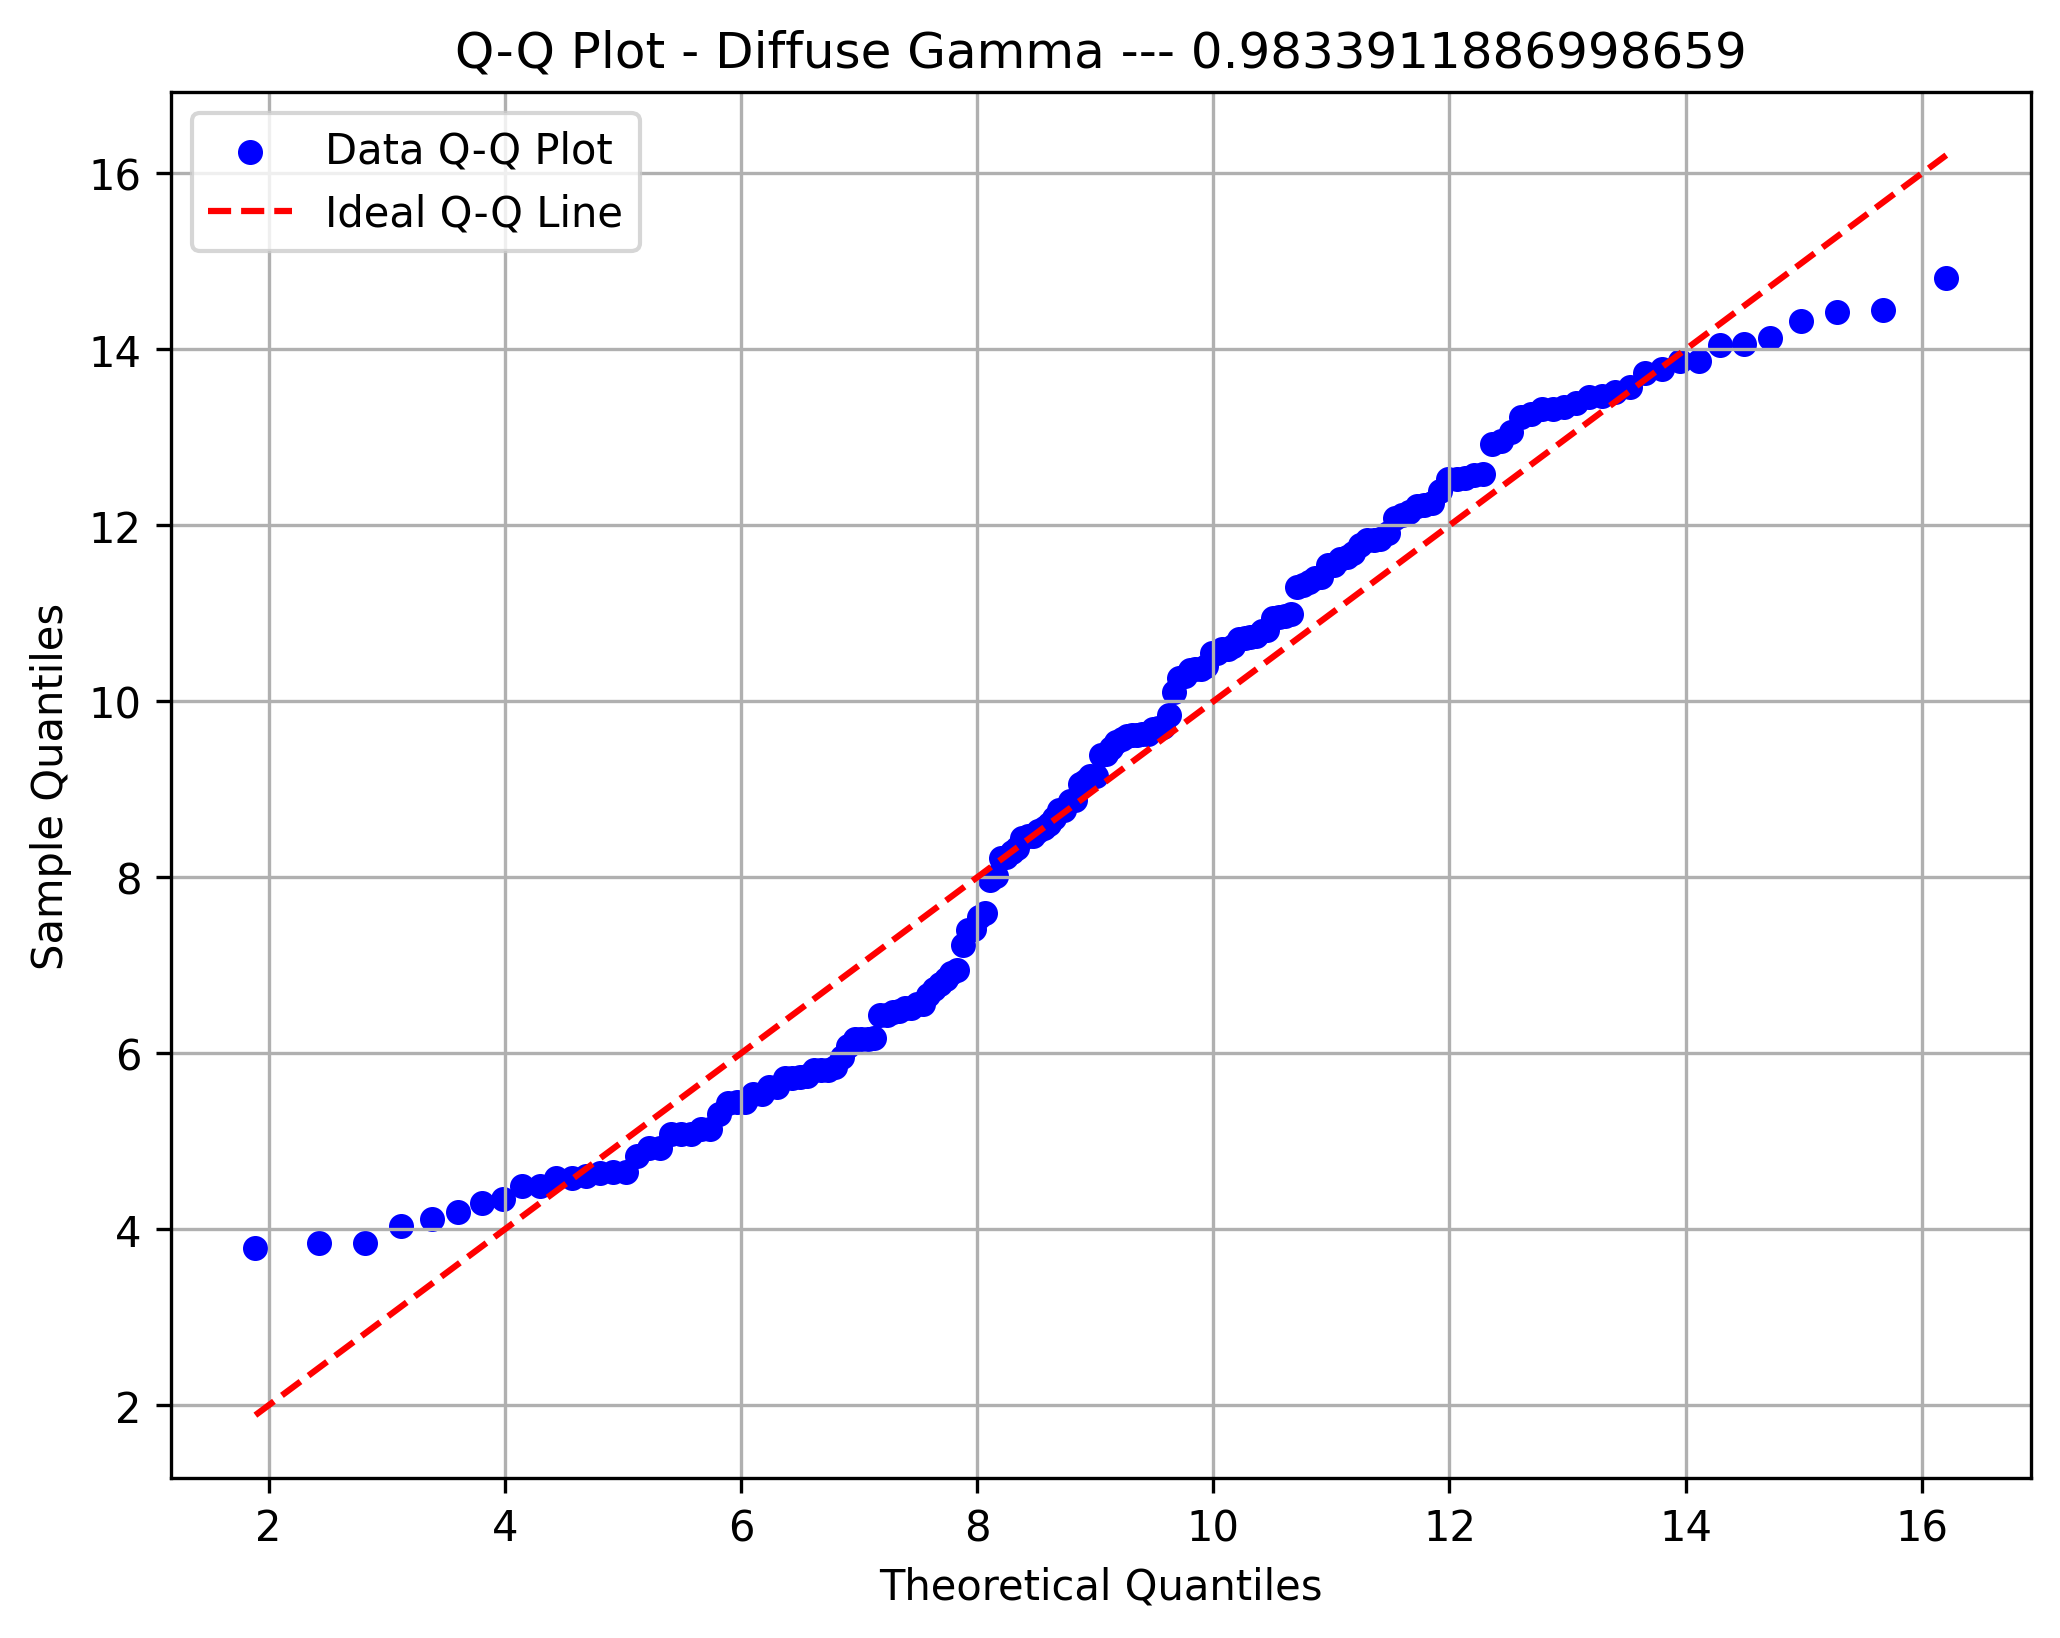 Q-Q Plot - Diffuse Gamma --- 0.9833911886998659
Data Q-Q Plot
Ideal Q-Q Line
16
14
12
10
8
6
4
2
Sample Quantiles
2 4 6 8 10 12 14 16
Theoretical Quantiles